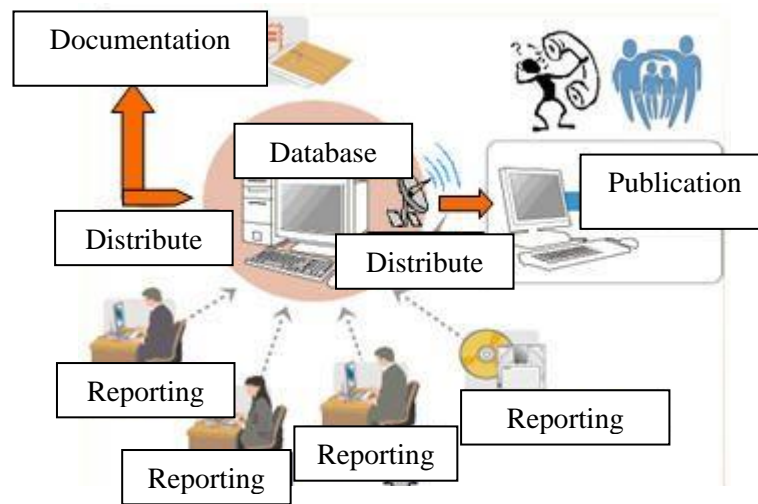 Documentation
Database
Publication
Distribute
Distribute
Reporting
Reporting
Reporting
Reporting